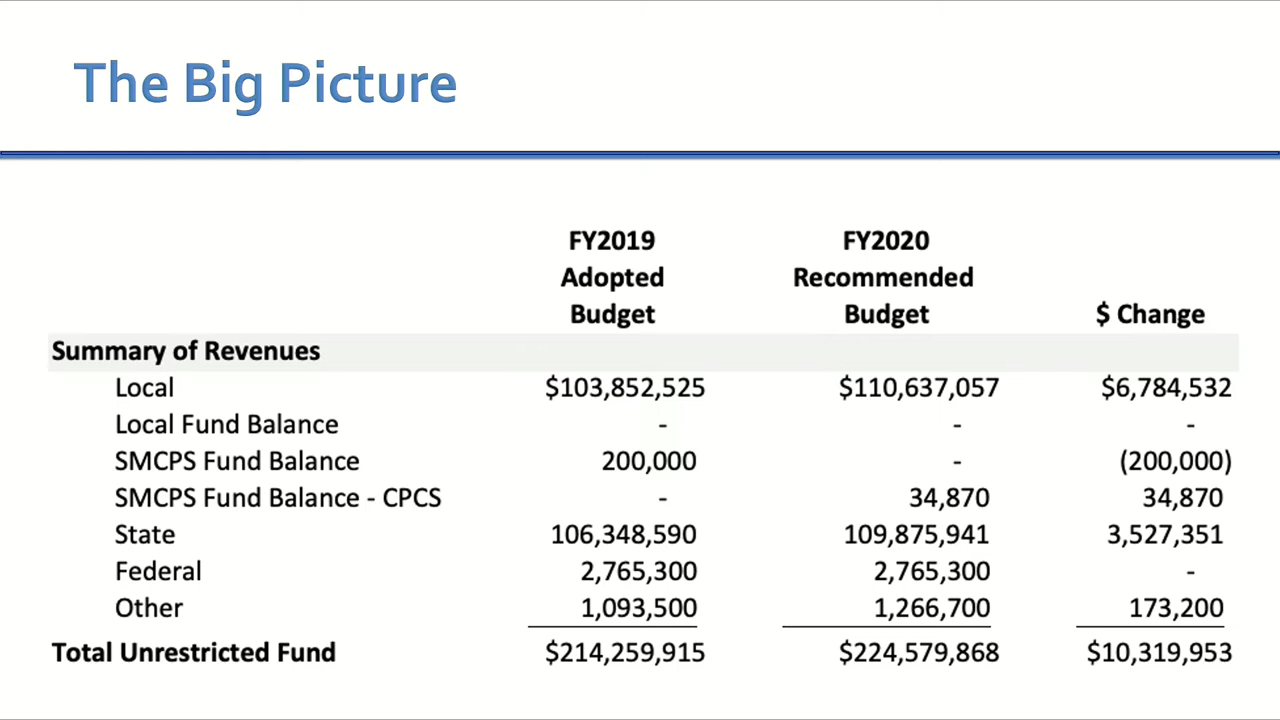 The Big Picture
FY2019 FY2020
Adopted Recommended
Budget Budget $ Change
Summary of Revenues
Local $103,852,525 $110,637,057 $6,784,532
Local Fund Balance - - -
SMCPS Fund Balance 200,000 - (200,000)
SMCPS Fund Balance - CPCS - 34,870 34,870
State 106,348,590 109,875,941 3,527,351
Federal 2,765,300 2,765,300 -
Other 1,093,500 1,266,700 173,200
Total Unrestricted Fund $214,259,915 $224,579,868 $10,319,953